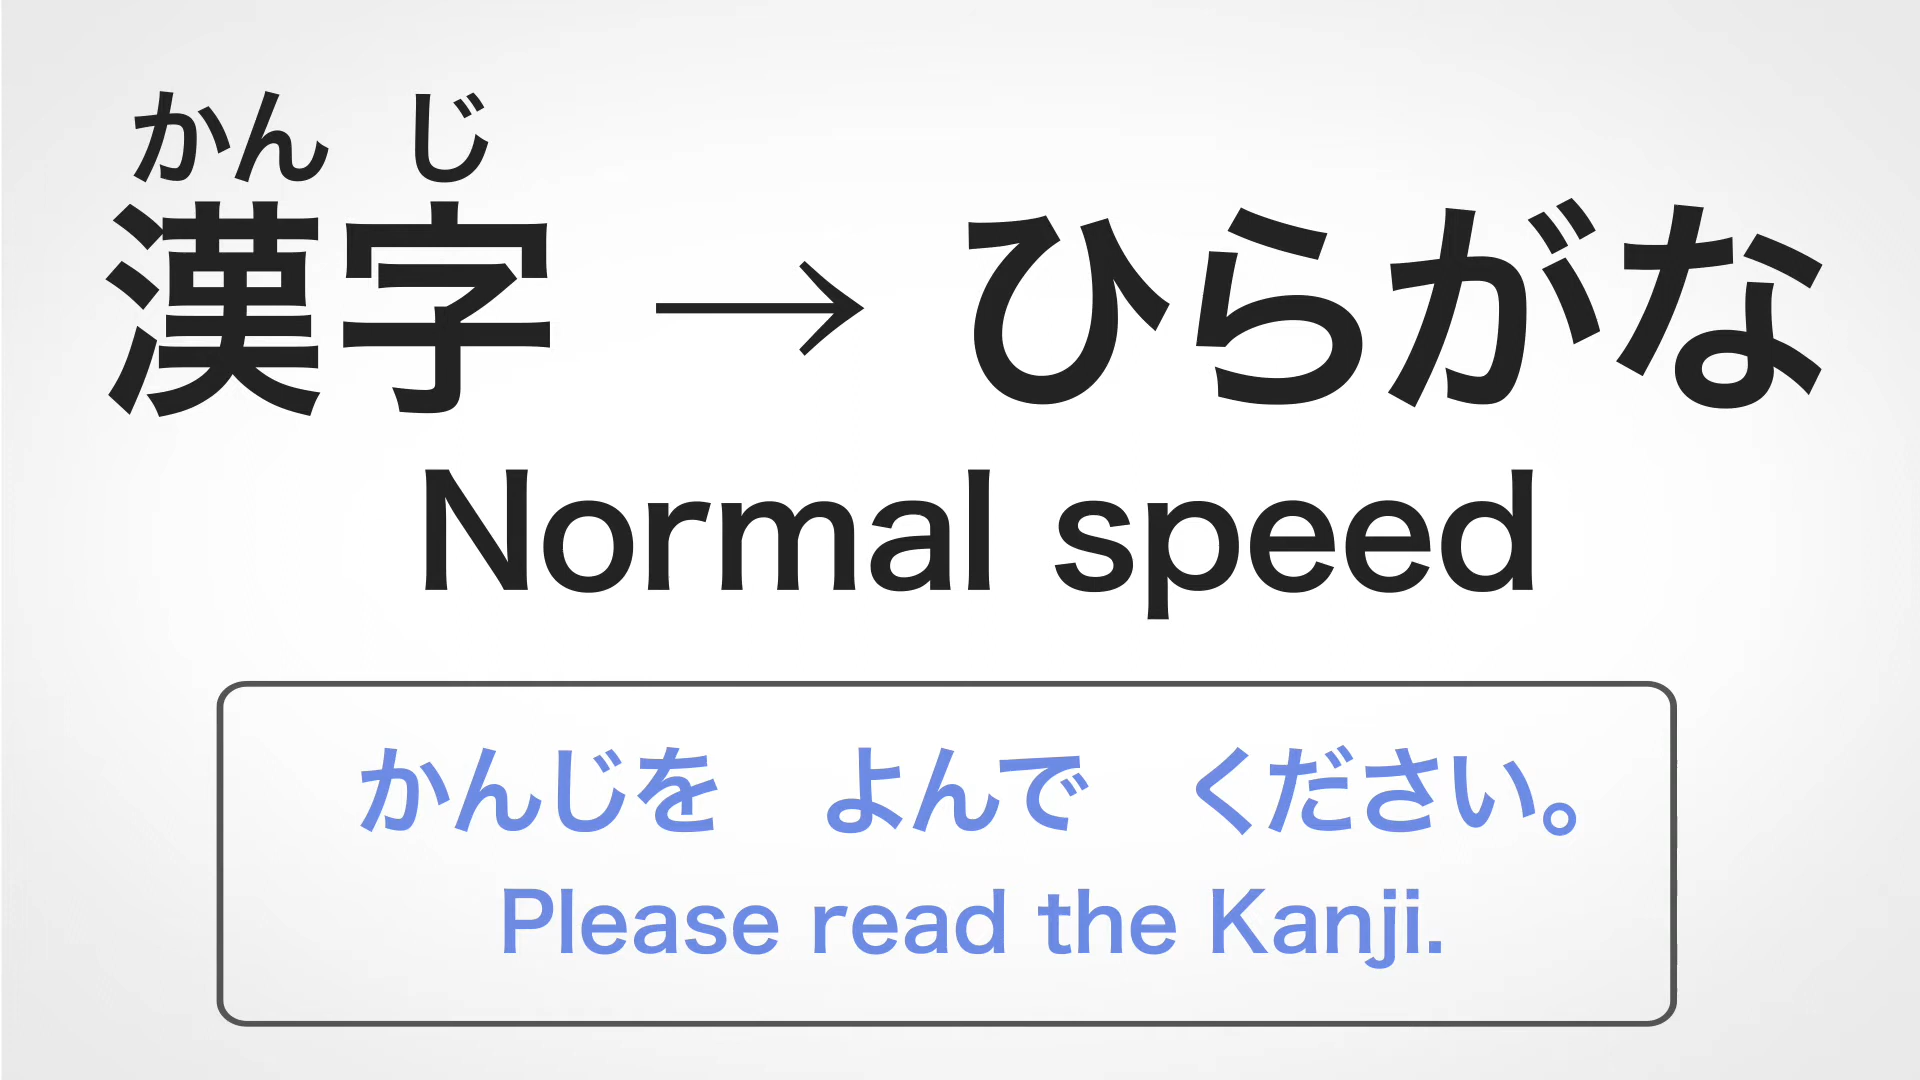 かん じ
漢字 → ひらがな
Normal speed
かんじを　よんで　ください。
Please read the Kanji.